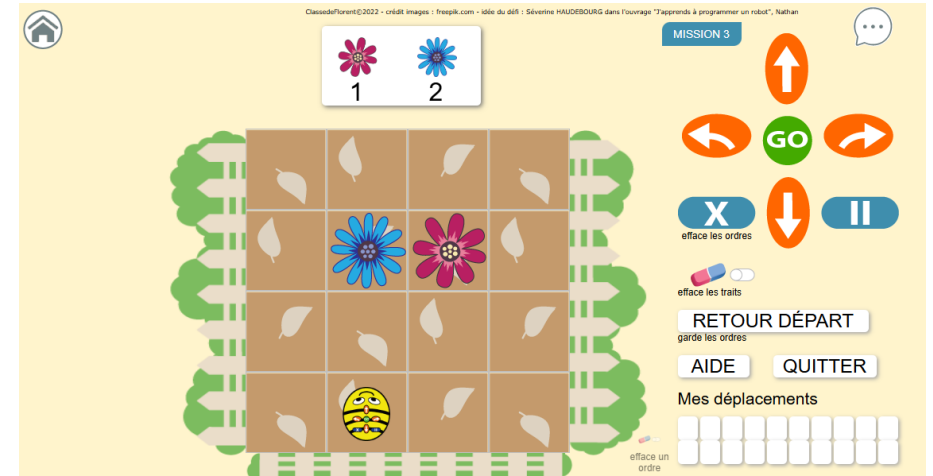 ClassedeFlorent©2022 - crédit images : freepik.com - idée du défi : Séverine HAUDEBOURG dans l'ouvrage "J'apprends à programmer un robot", Nathan
MISSION 3
1 2
GO
X
efface les ordres
efface les traits
RETOUR DÉPART
garde les ordres
AIDE QUITTER
Mes déplacements
efface un
ordre